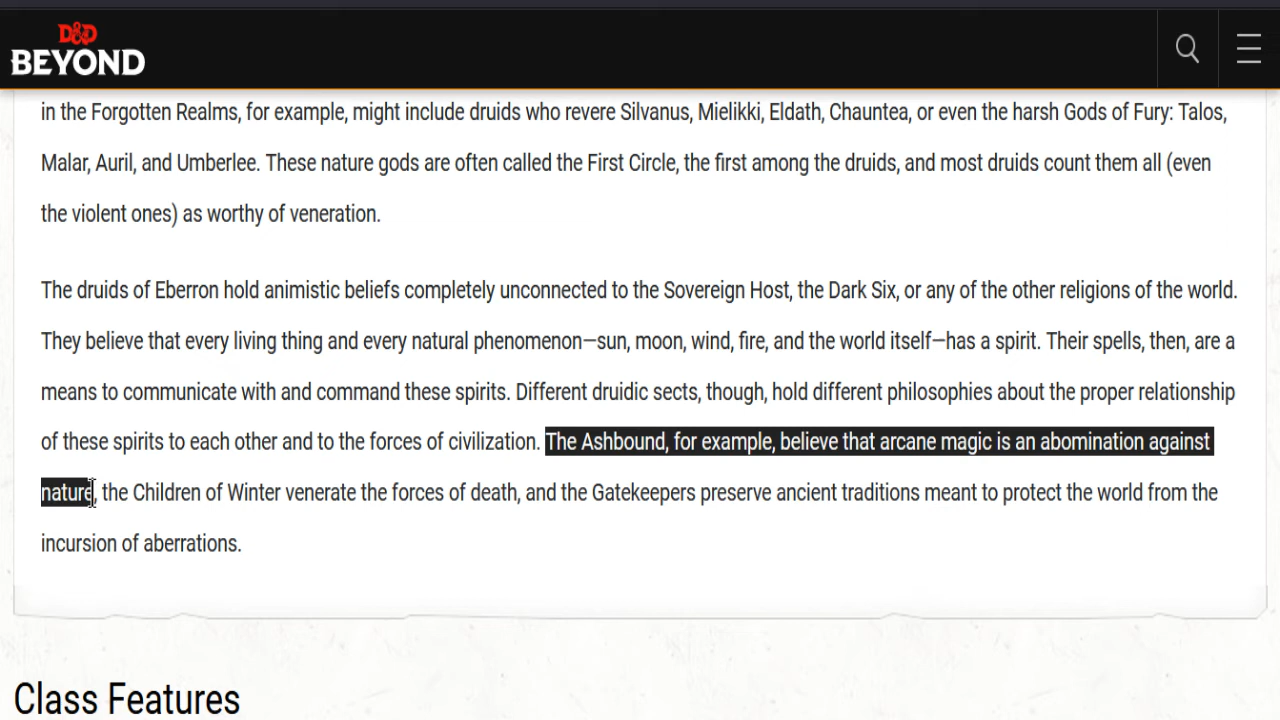 D&D
BEYOND
in the Forgotten Realms, for example, might include druids who revere Silvanus, Mielikki, Eldath, Chauntea, or even the harsh Gods of Fury: Talos,
Malar, Auril, and Umberlee. These nature gods are often called the First Circle, the first among the druids, and most druids count them all (even
the violent ones) as worthy of veneration.
The druids of Eberron hold animistic beliefs completely unconnected to the Sovereign Host, the Dark Six, or any of the other religions of the world.
They believe that every living thing and every natural phenomenon—sun, moon, wind, fire, and the world itself—has a spirit. Their spells, then, are a
means to communicate with and command these spirits. Different druidic sects, though, hold different philosophies about the proper relationship
of these spirits to each other and to the forces of civilization. The Ashbound, for example, believe that arcane magic is an abomination against
nature, the Children of Winter venerate the forces of death, and the Gatekeepers preserve ancient traditions meant to protect the world from the
incursion of aberrations.
Class Features